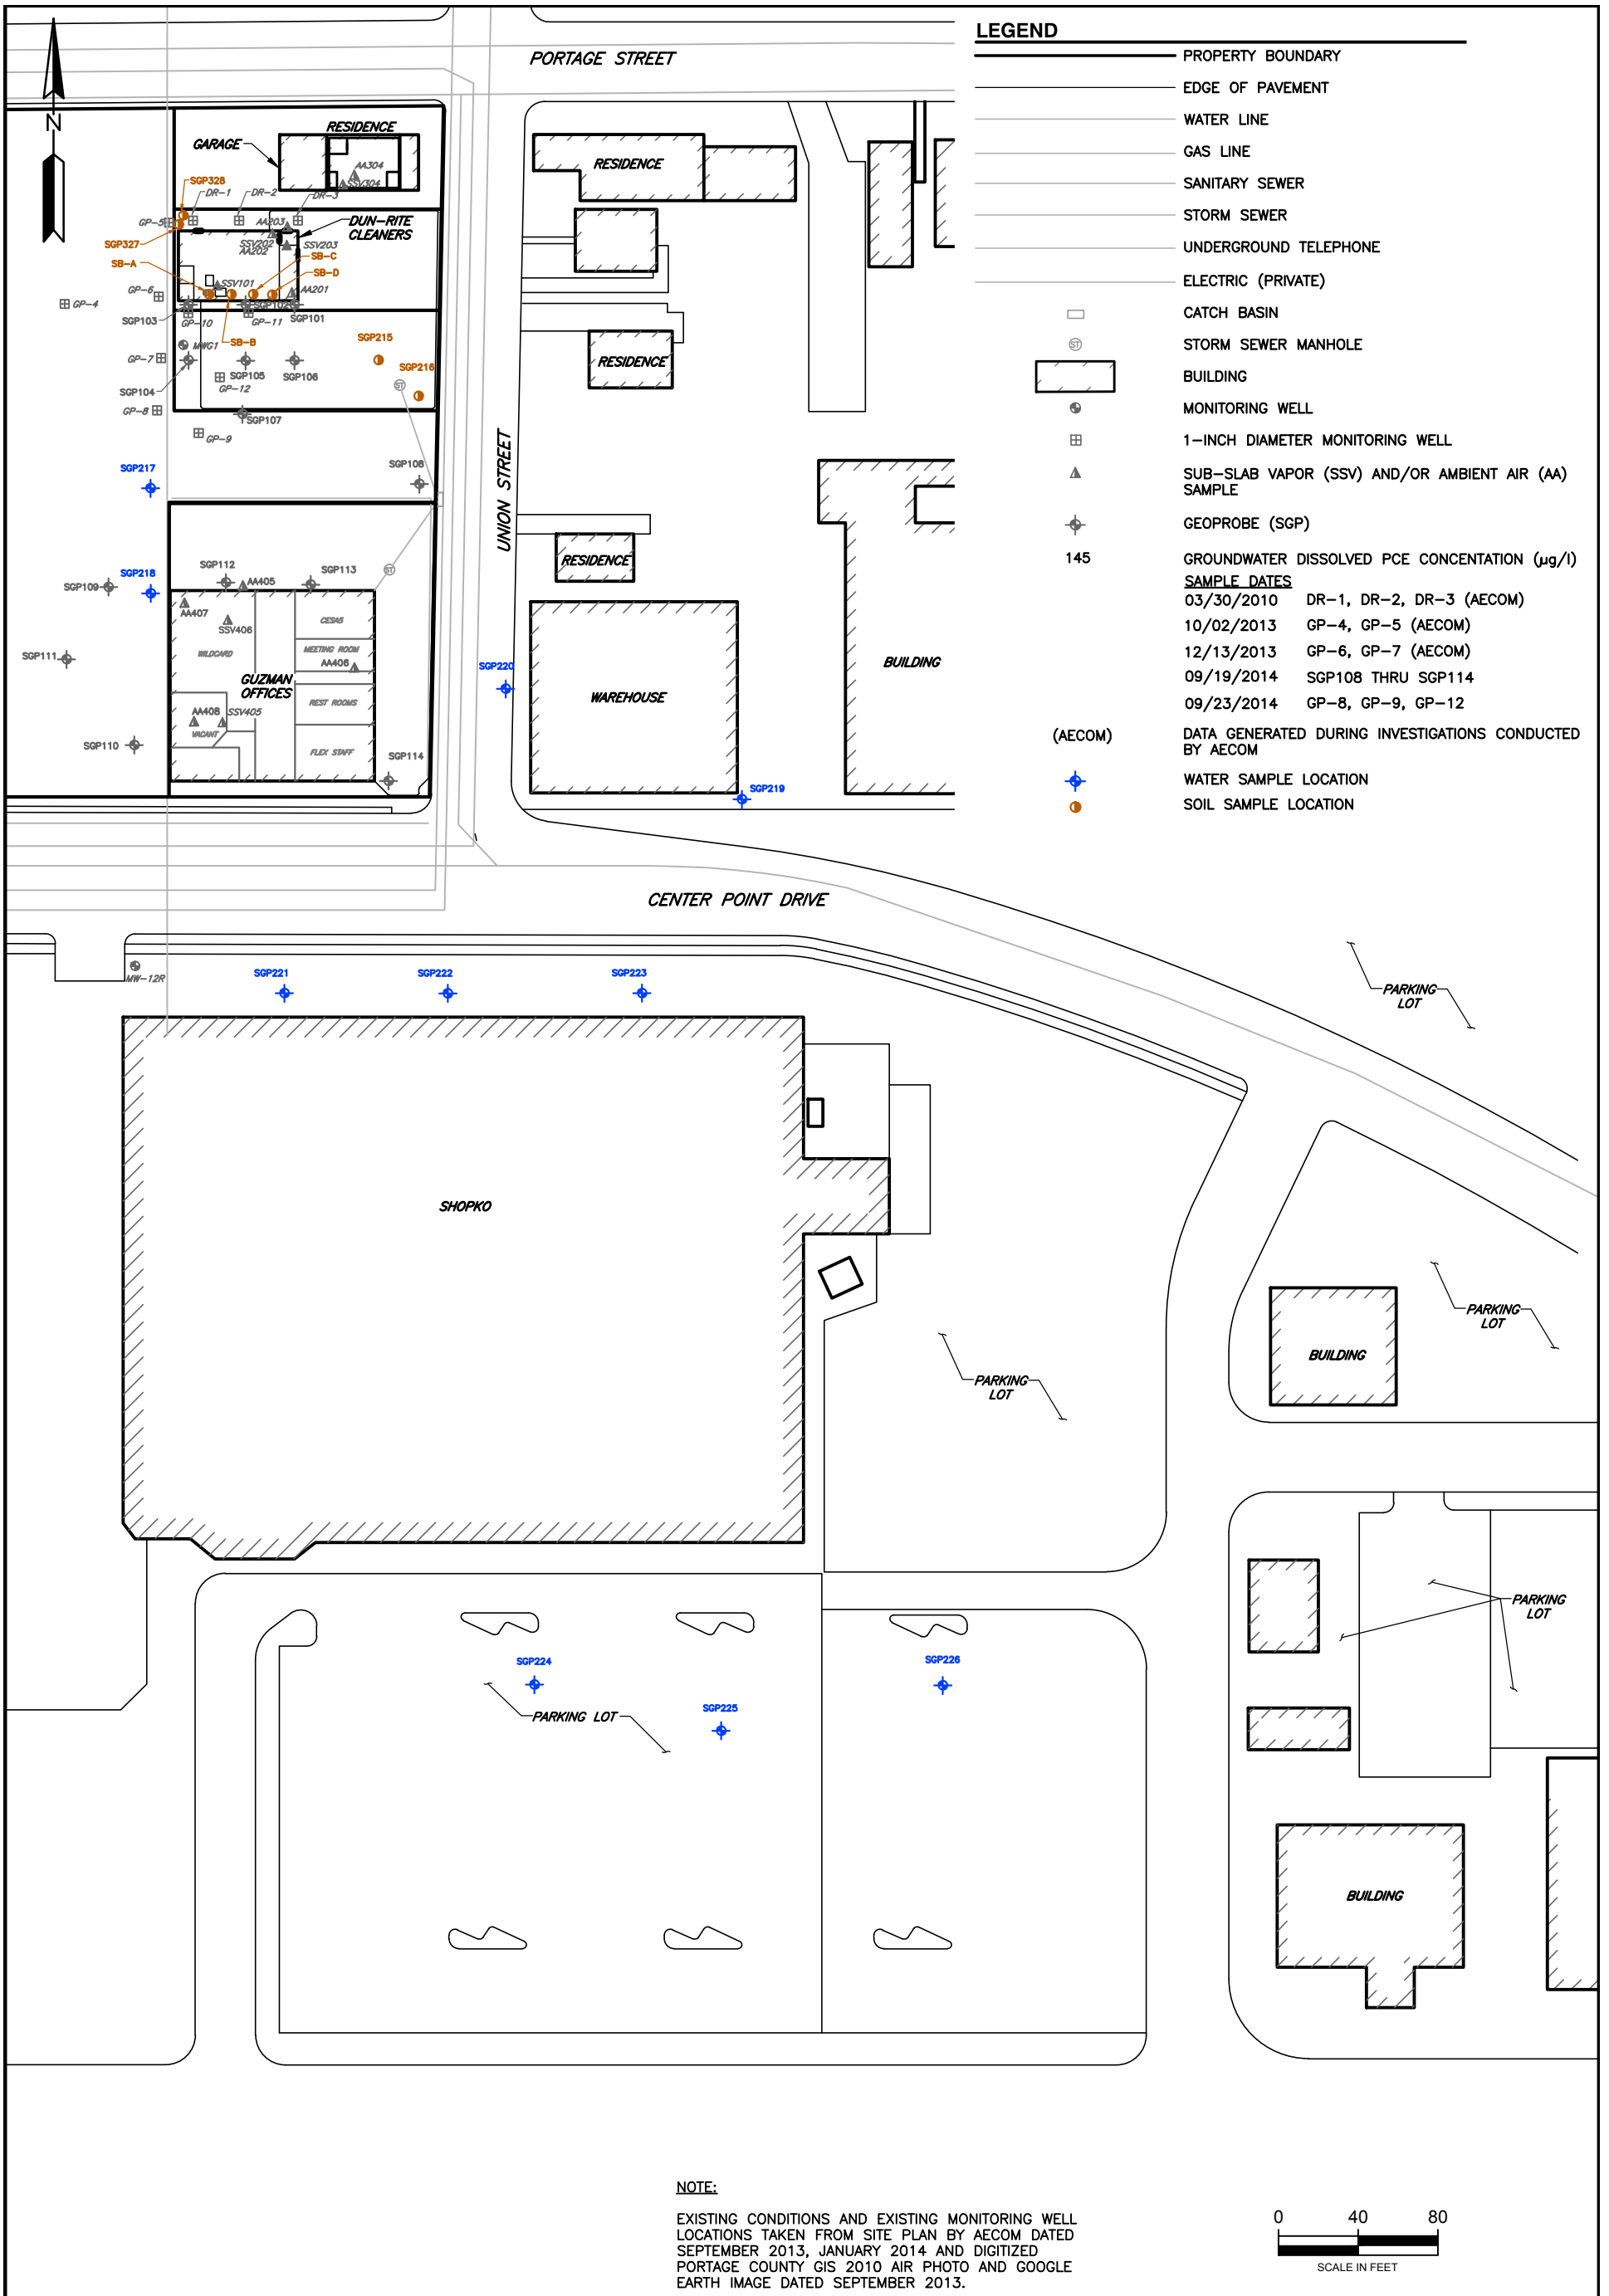 PORTAGE STREET
LEGEND
PROPERTY BOUNDARY
EDGE OF PAVEMENT
WATER LINE
GAS LINE
SANITARY SEWER
STORM SEWER
UNDERGROUND TELEPHONE
ELECTRIC (PRIVATE)
CATCH BASIN
ST
STORM SEWER MANHOLE
BUILDING
MONITORING WELL
1-INCH DIAMETER MONITORING WELL
SUB-SLAB VAPOR (SSV) AND/OR AMBIENT AIR (AA)
SAMPLE
GEOPROBE (SGP)
145
GROUNDWATER DISSOLVED PCE CONCENTATION (µg/l)
SAMPLE DATES
03/30/2010 DR-1, DR-2, DR-3 (AECOM)
10/02/2013 GP-4, GP-5 (AECOM)
12/13/2013 GP-6, GP-7 (AECOM)
09/19/2014 SGP108 THRU SGP114
09/23/2014 GP-8, GP-9, GP-12
(AECOM)
DATA GENERATED DURING INVESTIGATIONS CONDUCTED
BY AECOM
WATER SAMPLE LOCATION
SOIL SAMPLE LOCATION
N
RESIDENCE
GARAGE
AA304
SSV304
SGP328
DR-1
DR-2
DR-3
GP-5
AA203
DUN-RITE
CLEANERS
SGP327
SSV202
AA202
SSV203
SB-A
SB-C
SB-D
SSV101
AA201
GP-6
GP-4
SGP102
SGP103
GP-10
GP-11
SGP101
MWG1
SB-B
SGP215
GP-7
SGP105
SGP106
SGP216
SGP104
GP-12
ST
GP-8
SGP107
GP-9
SGP217
SGP108
UNION STREET
RESIDENCE
RESIDENCE
RESIDENCE
SGP109
SGP218
SGP112
AA405
SGP113
ST
AA407
SSV406
CESA5
WILDCARD
MEETING ROOM
AA406
SGP111
GUZMAN
OFFICES
REST ROOMS
AA408
SSV405
VACANT
FLEX STAFF
SGP110
SGP114
SGP220
WAREHOUSE
BUILDING
SGP219
CENTER POINT DRIVE
MW-12R
SGP221
SGP222
SGP223
PARKING
LOT
SHOPKO
PARKING
LOT
BUILDING
PARKING
LOT
PARKING
LOT
SGP224
SGP226
SGP225
PARKING LOT
BUILDING
NOTE:
EXISTING CONDITIONS AND EXISTING MONITORING WELL
LOCATIONS TAKEN FROM SITE PLAN BY AECOM DATED
SEPTEMBER 2013, JANUARY 2014 AND DIGITIZED
PORTAGE COUNTY GIS 2010 AIR PHOTO AND GOOGLE
EARTH IMAGE DATED SEPTEMBER 2013.
0 40 80
SCALE IN FEET